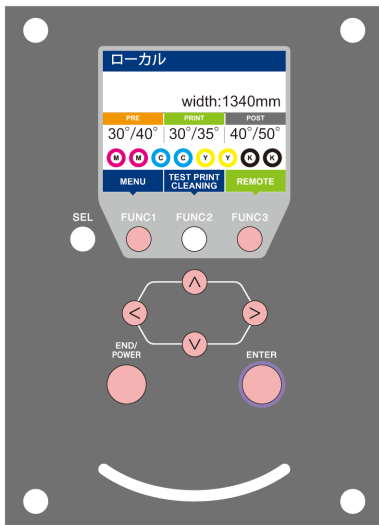 ローカル
width:1340mm
PRE PRINT POST
30°/40° 30°/35° 40°/50°
M M C C Y Y K K
MENU TEST PRINT CLEANING REMOTE
SEL FUNC1 FUNC2 FUNC3
END/
POWER
ENTER